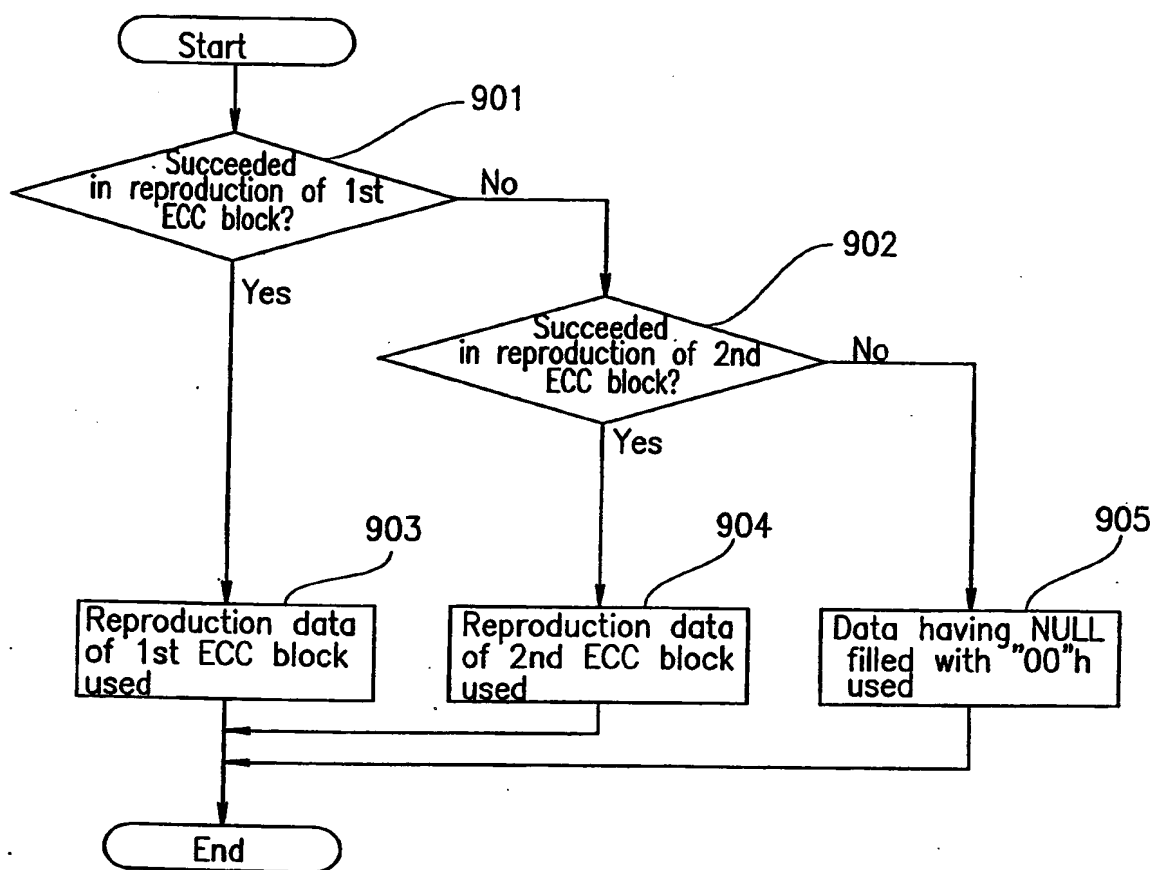 Start
901
Succeeded
in reproduction of 1st
ECC block?
No
Yes
902
Succeeded
in reproduction of 2nd
ECC block?
No
Yes
903
904
905
Reproduction data
of 1st ECC block
used
Reproduction data
of 2nd ECC block
used
Data having NULL
filled with "00"h
used
End